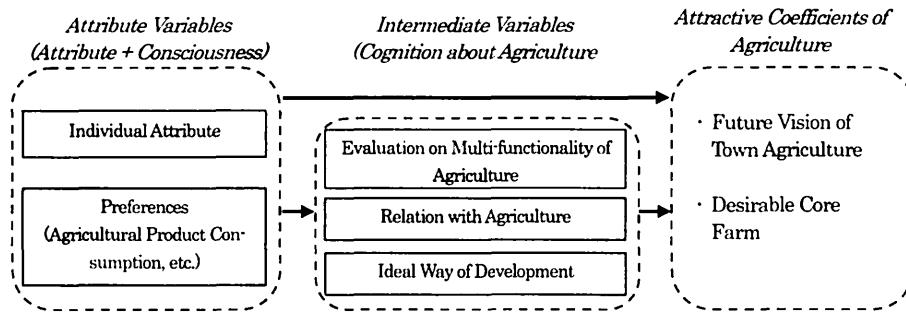 Attribute Variables
(Attribute + Consciousness)
Individual Attribute
Preferences
(Agricultural Product Con-
sumption, etc.)
Intermediate Variables
(Cognition about Agriculture
Evaluation on Multi-functionality of
Agriculture
Relation with Agriculture
Ideal Way of Development
Attractive Coefficients of
Agriculture
・ Future Vision of
Town Agriculture
・ Desirable Core
Farm